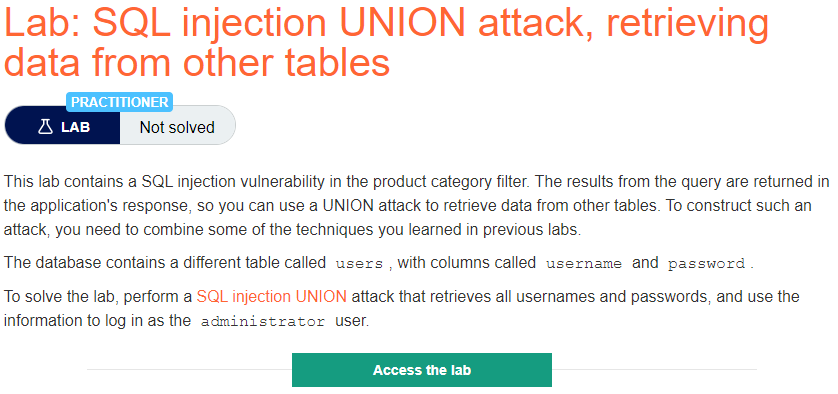 Lab: SQL injection UNION attack, retrieving
data from other tables
PRACTITIONER
LAB Not solved
This lab contains a SQL injection vulnerability in the product category filter. The results from the query are returned in
the application's response, so you can use a UNION attack to retrieve data from other tables. To construct such an
attack, you need to combine some of the techniques you learned in previous labs.
The database contains a different table called users , with columns called username and password .
To solve the lab, perform a SQL injection UNION attack that retrieves all usernames and passwords, and use the
information to log in as the administrator user.
Access the lab